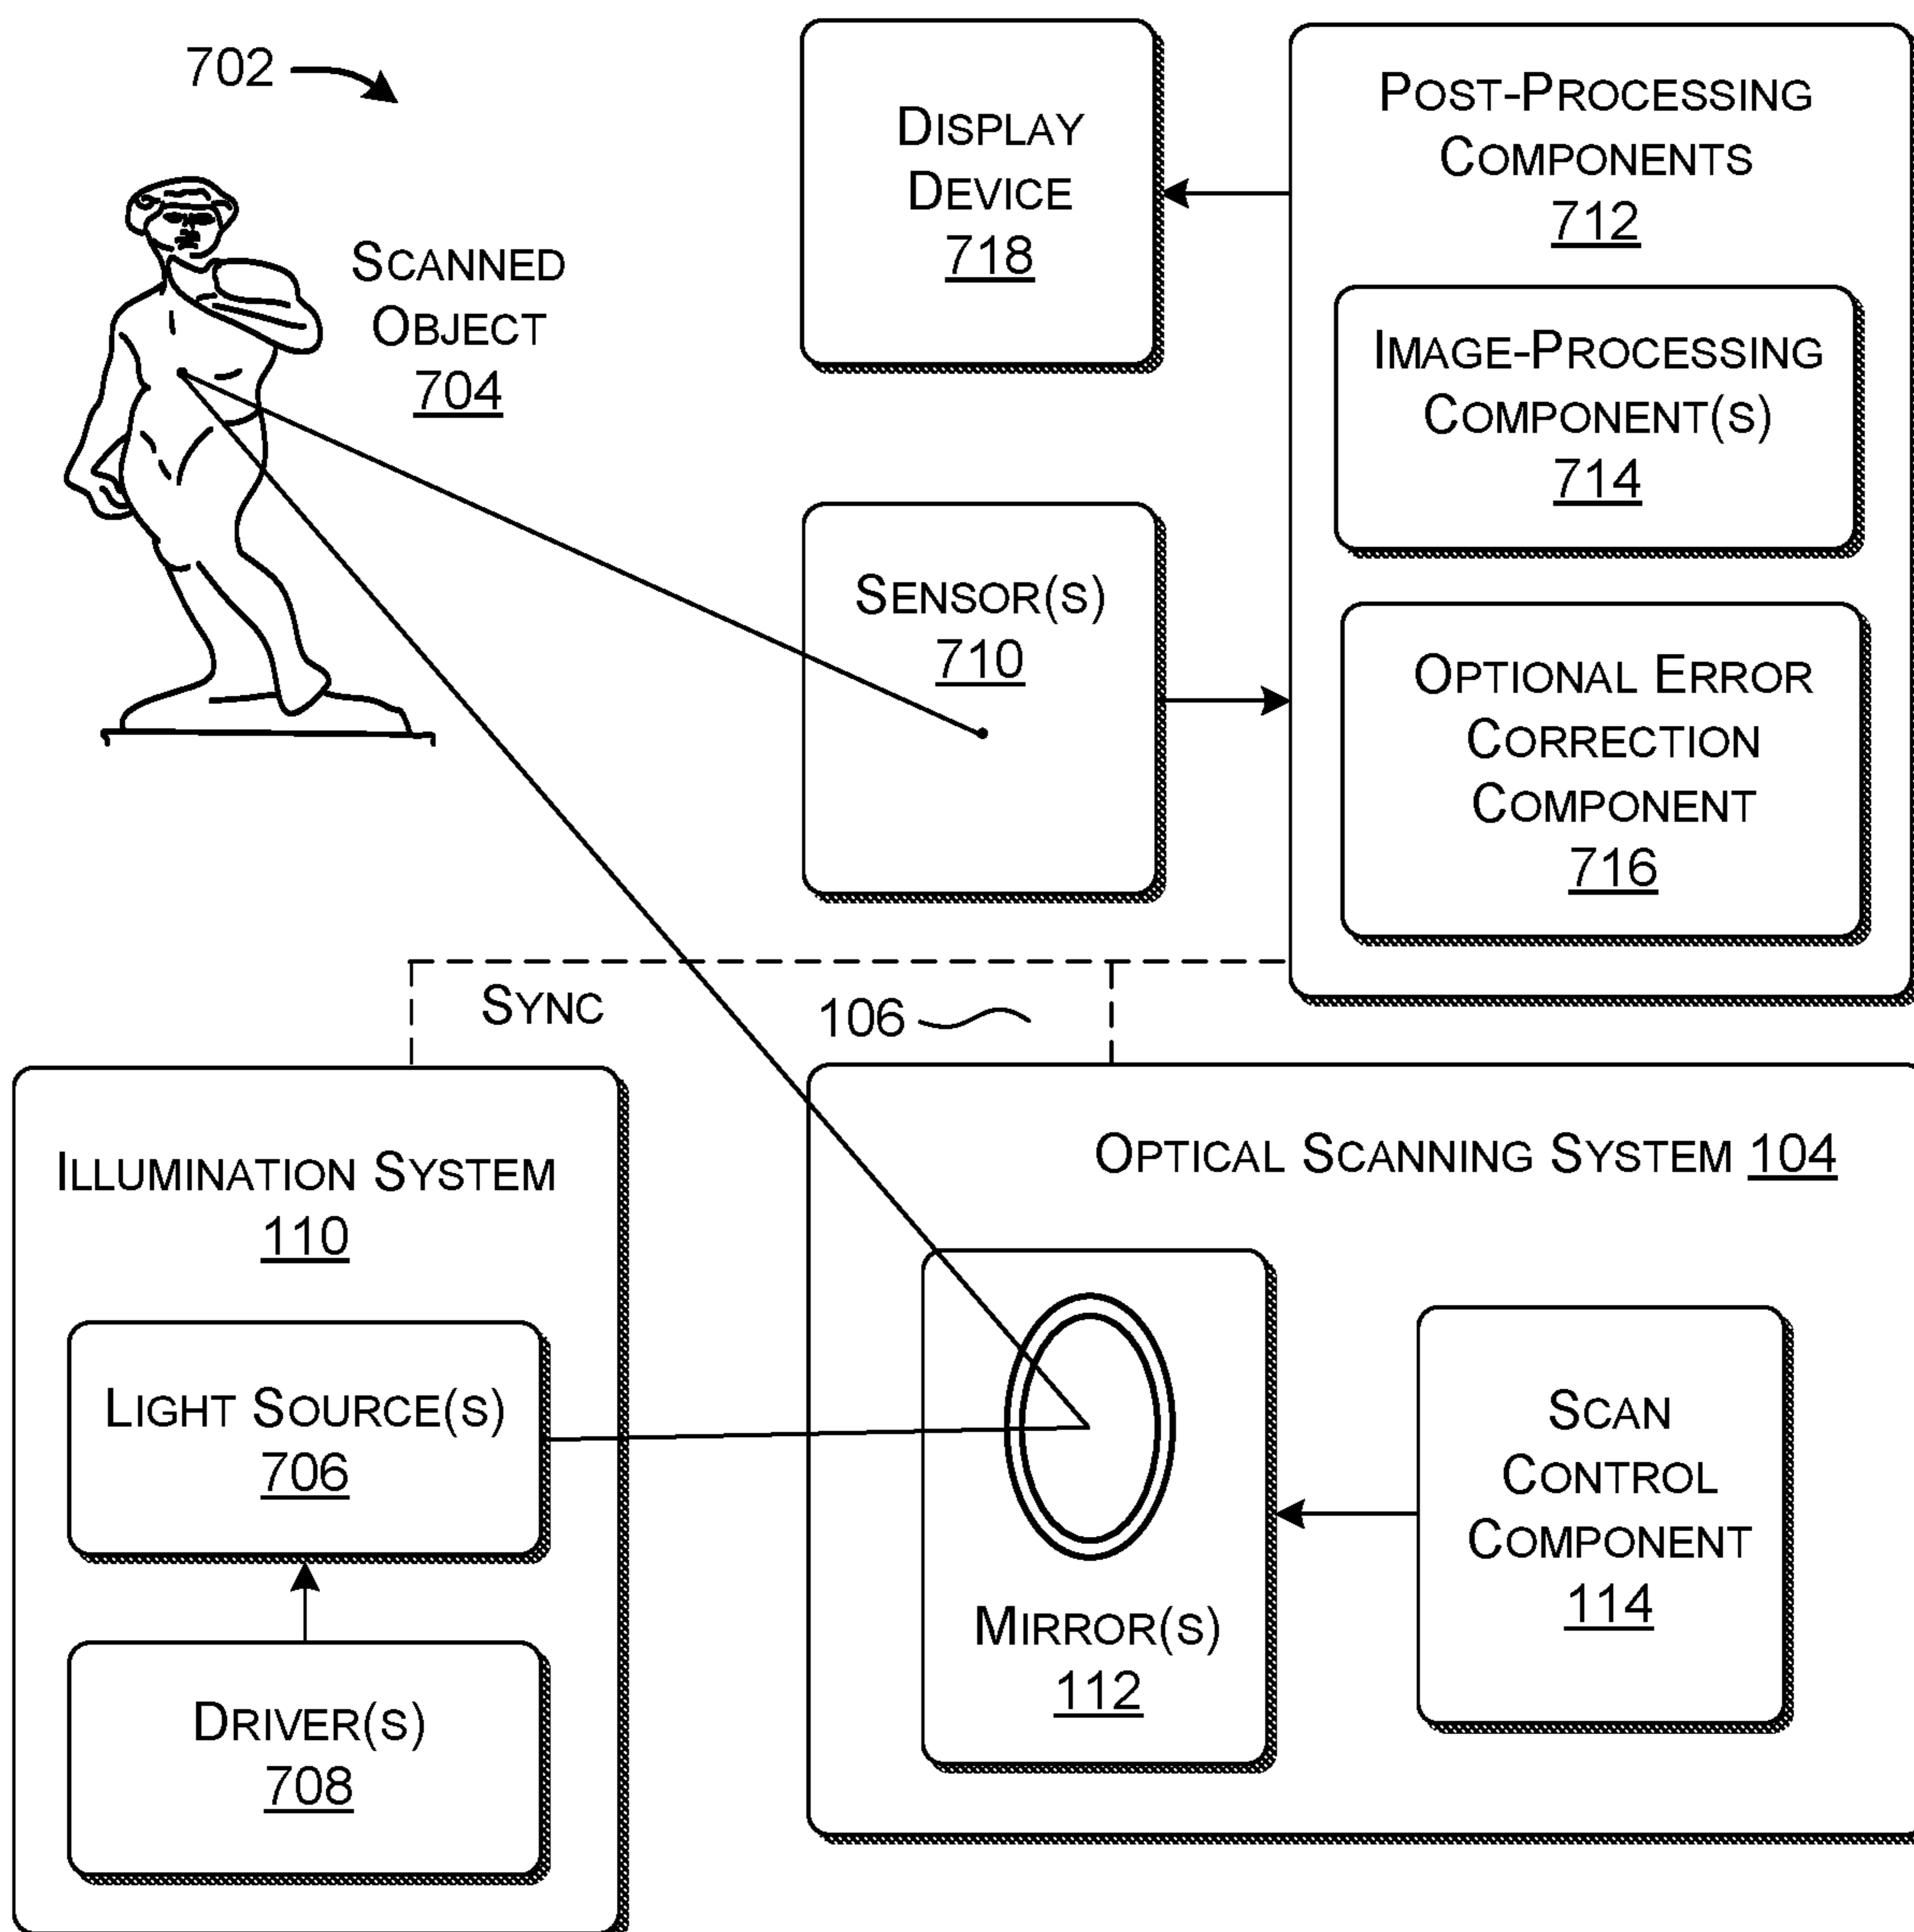 702
SCANNED
OBJECT
704
DISPLAY
DEVICE
718
POST-PROCESSING
COMPONENTS
712
IMAGE-PROCESSING
COMPONENT(S)
714
SENSOR(S)
710
OPTIONAL ERROR
CORRECTION
COMPONENT
716
SYNC
106
ILLUMINATION SYSTEM
110
LIGHT SOURCE(S)
706
DRIVER(S)
708
OPTICAL SCANNING SYSTEM 104
MIRROR(S)
112
SCAN
CONTROL
COMPONENT
114